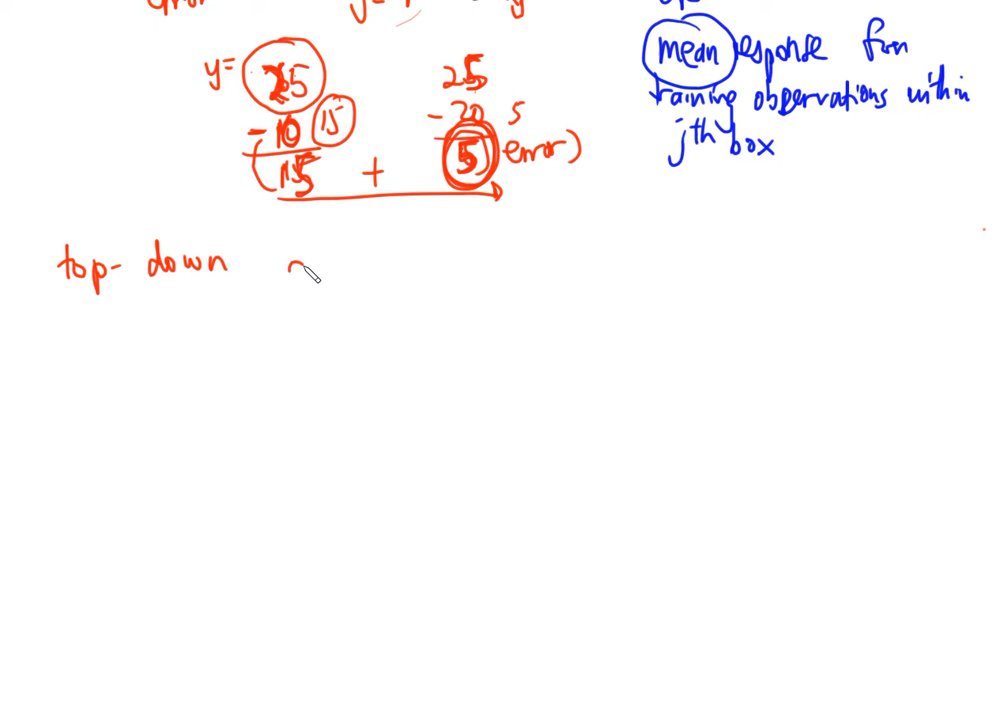 error
y = 25
- 10 15
(15 +
25
- 20 5
5 error)
mean response from
training observations within
jth box
top- down